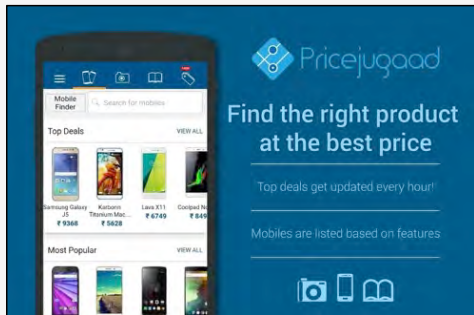 Pricejugaad
Find the right product
at the best price
Top deals get updated every hour!
Mobiles are listed based on features
Mobile
Finder
Search for mobiles
Top Deals
VIEW ALL
Samsung Galaxy
J5
₹ 9368
Karbonn
Titanium Mac...
₹ 5628
Lava X11
₹ 6749
Coolpad No
₹ 849
Most Popular
VIEW ALL